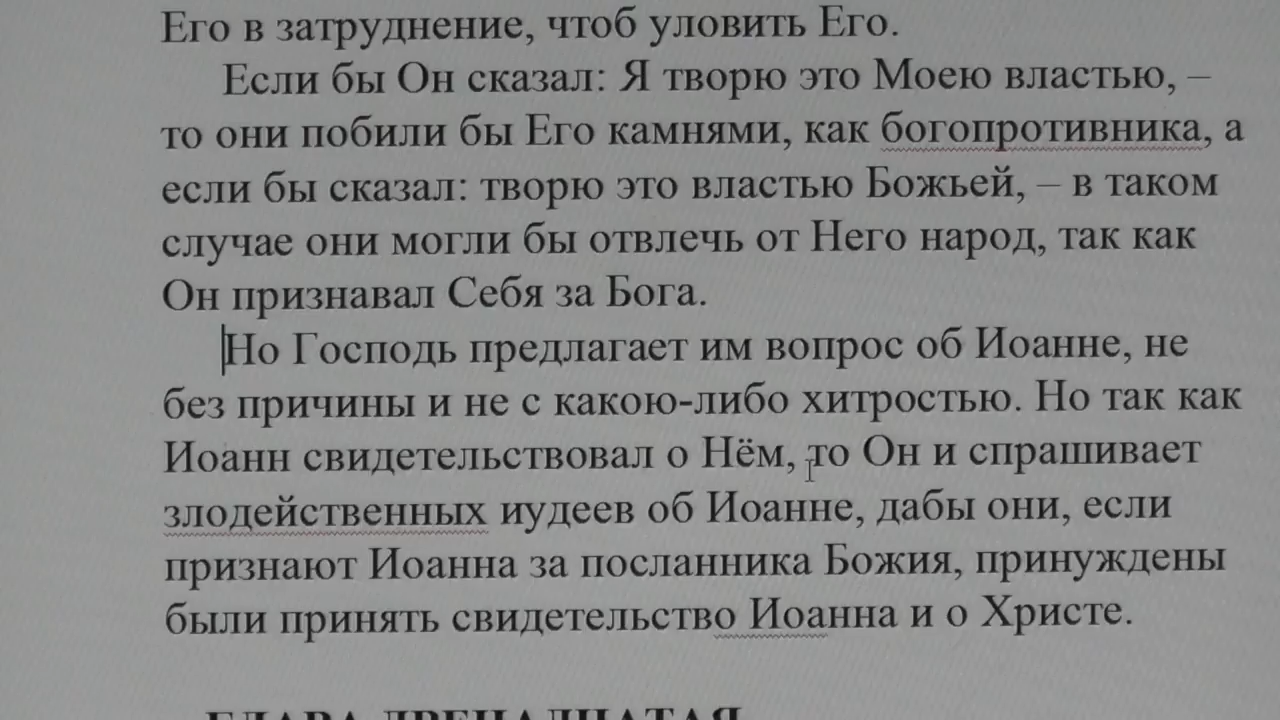 Его в затруднение, чтоб уловить Его.
Если бы Он сказал: Я творю это Моею властью, –
то они побили бы Его камнями, как богопротивника, а
если бы сказал: творю это властью Божьей, – в таком
случае они могли бы отвлечь от Него народ, так как
Он признавал Себя за Бога.
Но Господь предлагает им вопрос об Иоанне, не
без причины и не с какою-либо хитростью. Но так как
Иоанн свидетельствовал о Нём, то Он и спрашивает
злодейственных иудеев об Иоанне, дабы они, если
признают Иоанна за посланника Божия, принуждены
были принять свидетельство Иоанна и о Христе.
ГЛАВА ДВЕНАДЦАТАЯ